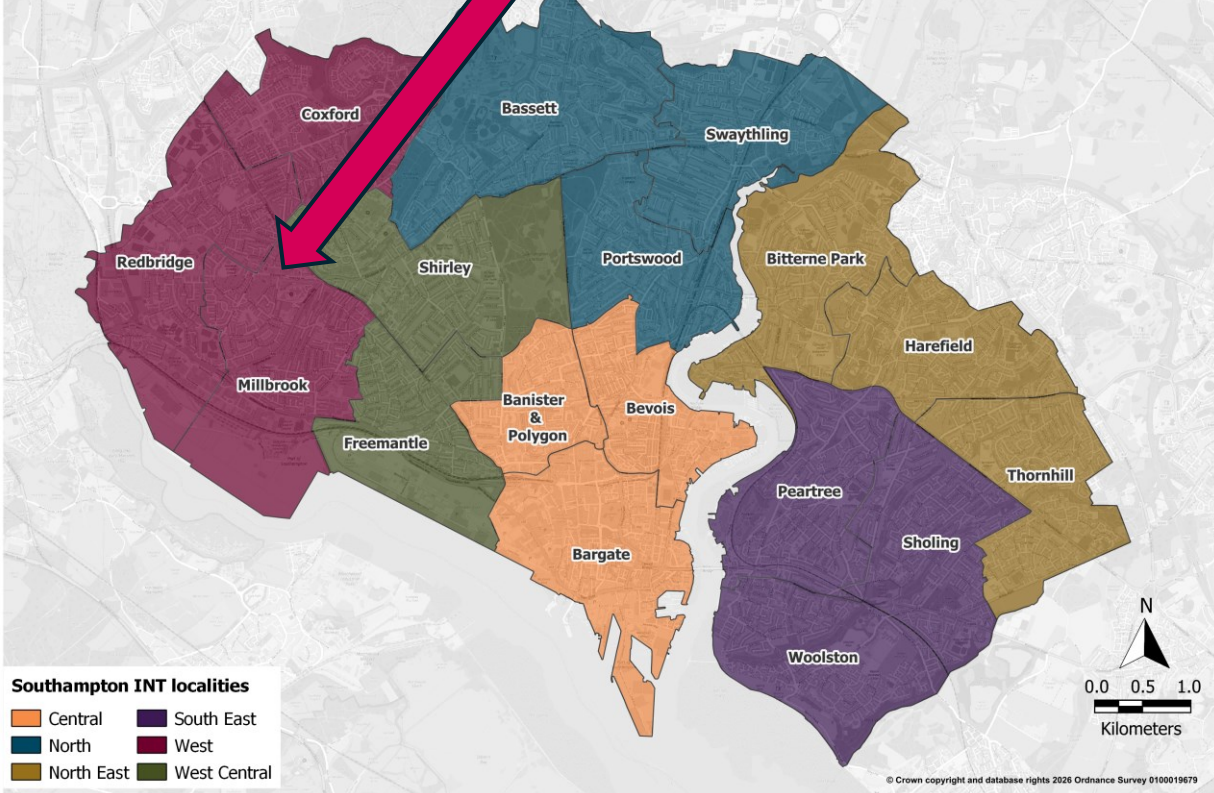 Coxford
Bassett
Swaythling
Redbridge
Shirley
Portswood
Bitterne Park
Harefield
Millbrook
Banister
&
Polygon
Bevois
Freemantle
Thornhill
Peartree
Bargate
Sholing
Woolston
N
0.0 0.5 1.0
Kilometers
Southampton INT localities
Central
South East
North
West
North East
West Central
© Crown copyright and database rights 2026 Ordnance Survey 0100019679